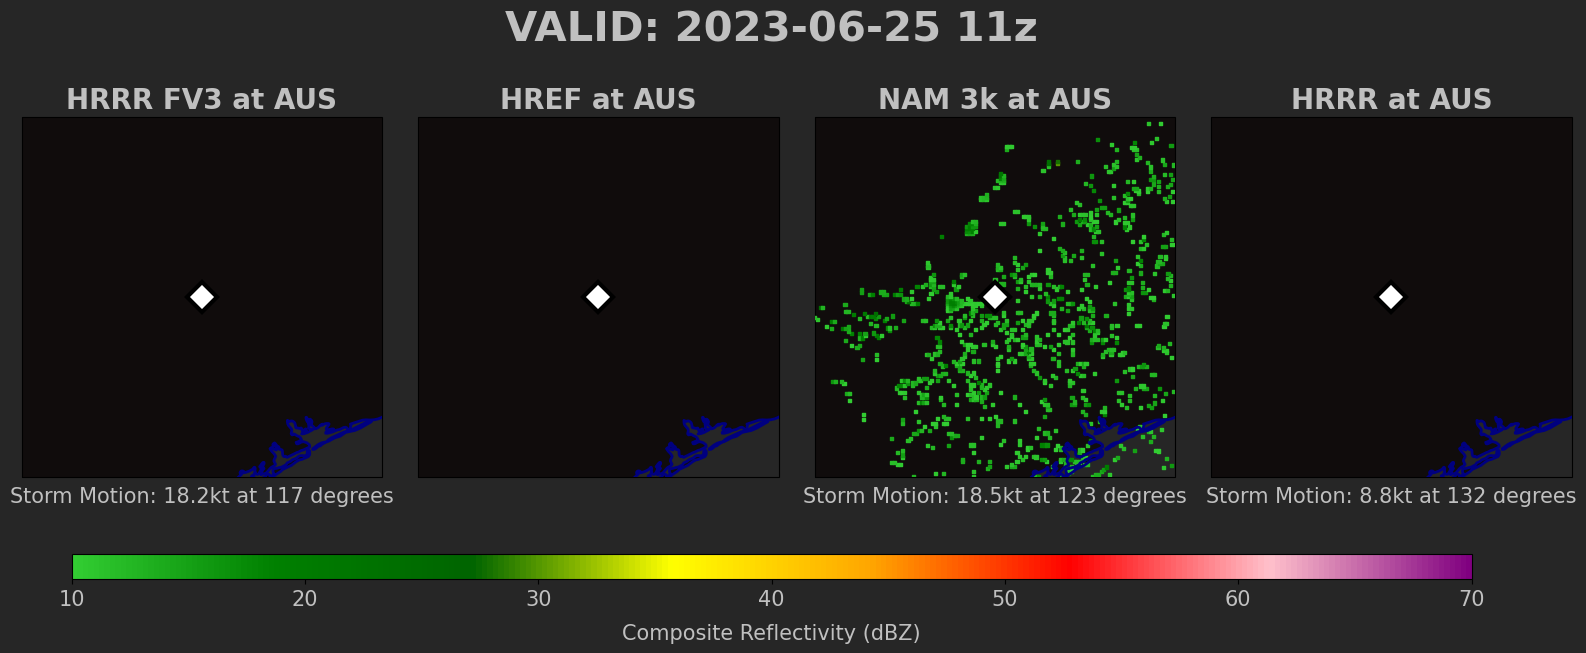 VALID: 2023-06-25 11z
HRRR FV3 at AUS
HREF at AUS
NAM 3k at AUS
HRRR at AUS
Storm Motion: 18.2kt at 117 degrees
Storm Motion: 18.5kt at 123 degrees
Storm Motion: 8.8kt at 132 degrees
10 20 30 40 50 60 70
Composite Reflectivity (dBZ)